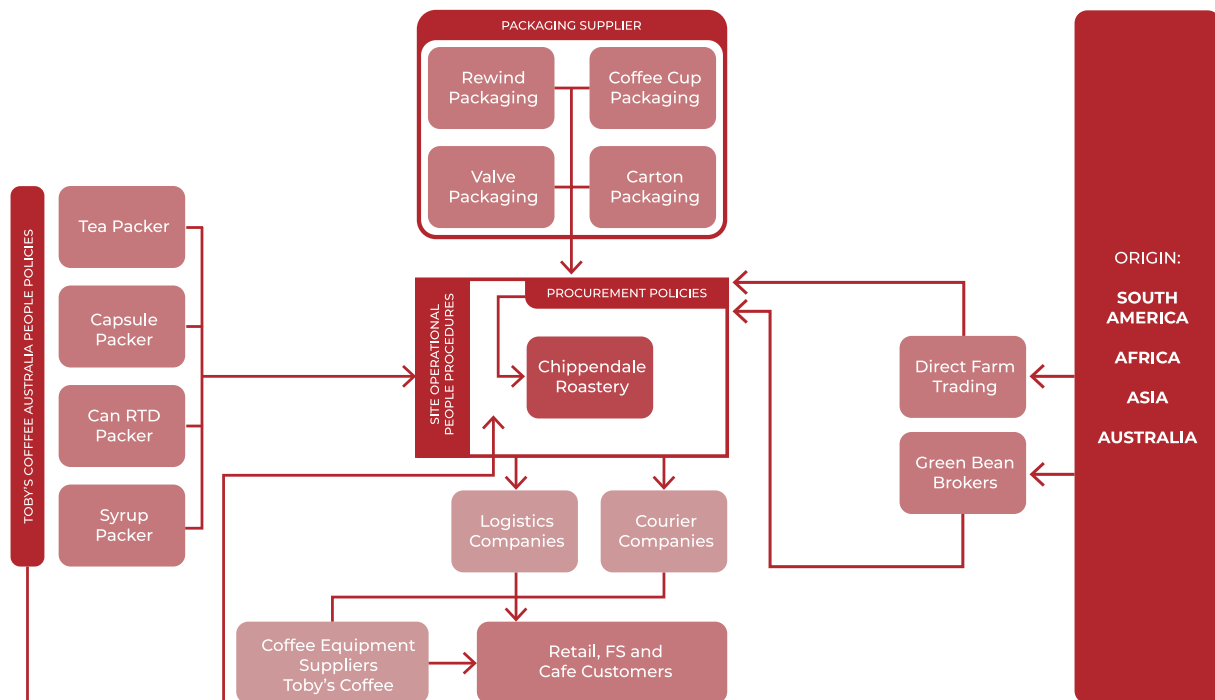 PACKAGING SUPPLIER
Rewind
Packaging
Coffee Cup
Packaging
Valve
Packaging
Carton
Packaging
TOBY'S COFFFEE AUSTRALIA PEOPLE POLICIES
Tea Packer
Capsule
Packer
Can RTD
Packer
Syrup
Packer
SITE OPERATIONAL
PEOPLE PROCEDURES
PROCUREMENT POLICIES
Chippendale
Roastery
Direct Farm
Trading
Green Bean
Brokers
ORIGIN:
SOUTH
AMERICA
AFRICA
ASIA
AUSTRALIA
Logistics
Companies
Courier
Companies
Coffee Equipment
Suppliers
Toby's Coffee
Retail, FS and
Cafe Customers